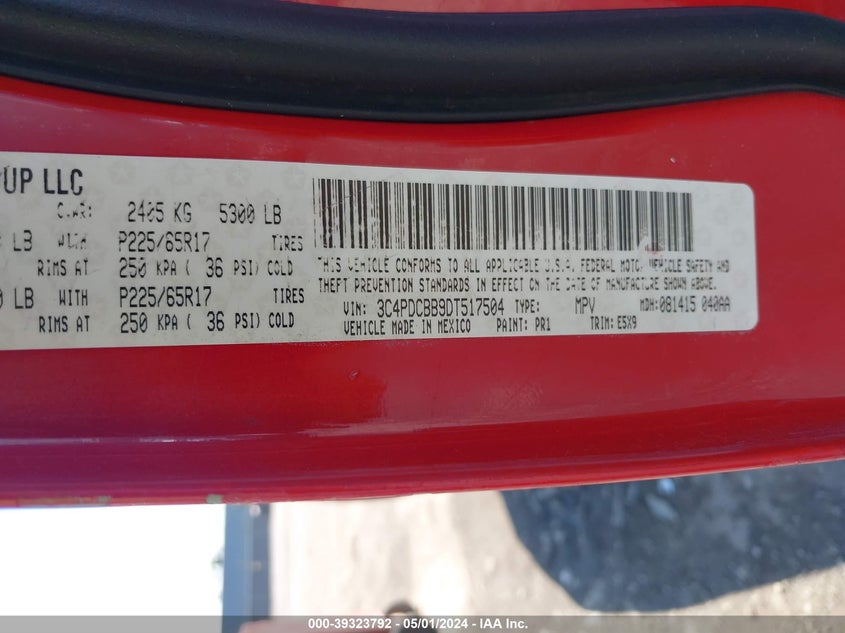 UP LLC
2405 KG 5300 LB
LB WITH P225/65R17 TIRES
RIMS AT 250 KPA ( 36 PSI) COLD
LB WITH P225/65R17 TIRES
RIMS AT 250 KPA ( 36 PSI) COLD
THIS VEHICLE CONFORMS TO ALL APPLICABLE U.S.A. FEDERAL MOTOR VEHICLE SAFETY AND
THEFT PREVENTION STANDARDS IN EFFECT ON THE DATE OF MANUFACTURE SHOWN ABOVE.
VIN: 3C4PDCBB9DT517504 TYPE: MPV MDH:081415 040AA
VEHICLE MADE IN MEXICO PAINT: PR1 TRIM: E5X9
000-39323792 - 05/01/2024 - IAA Inc.